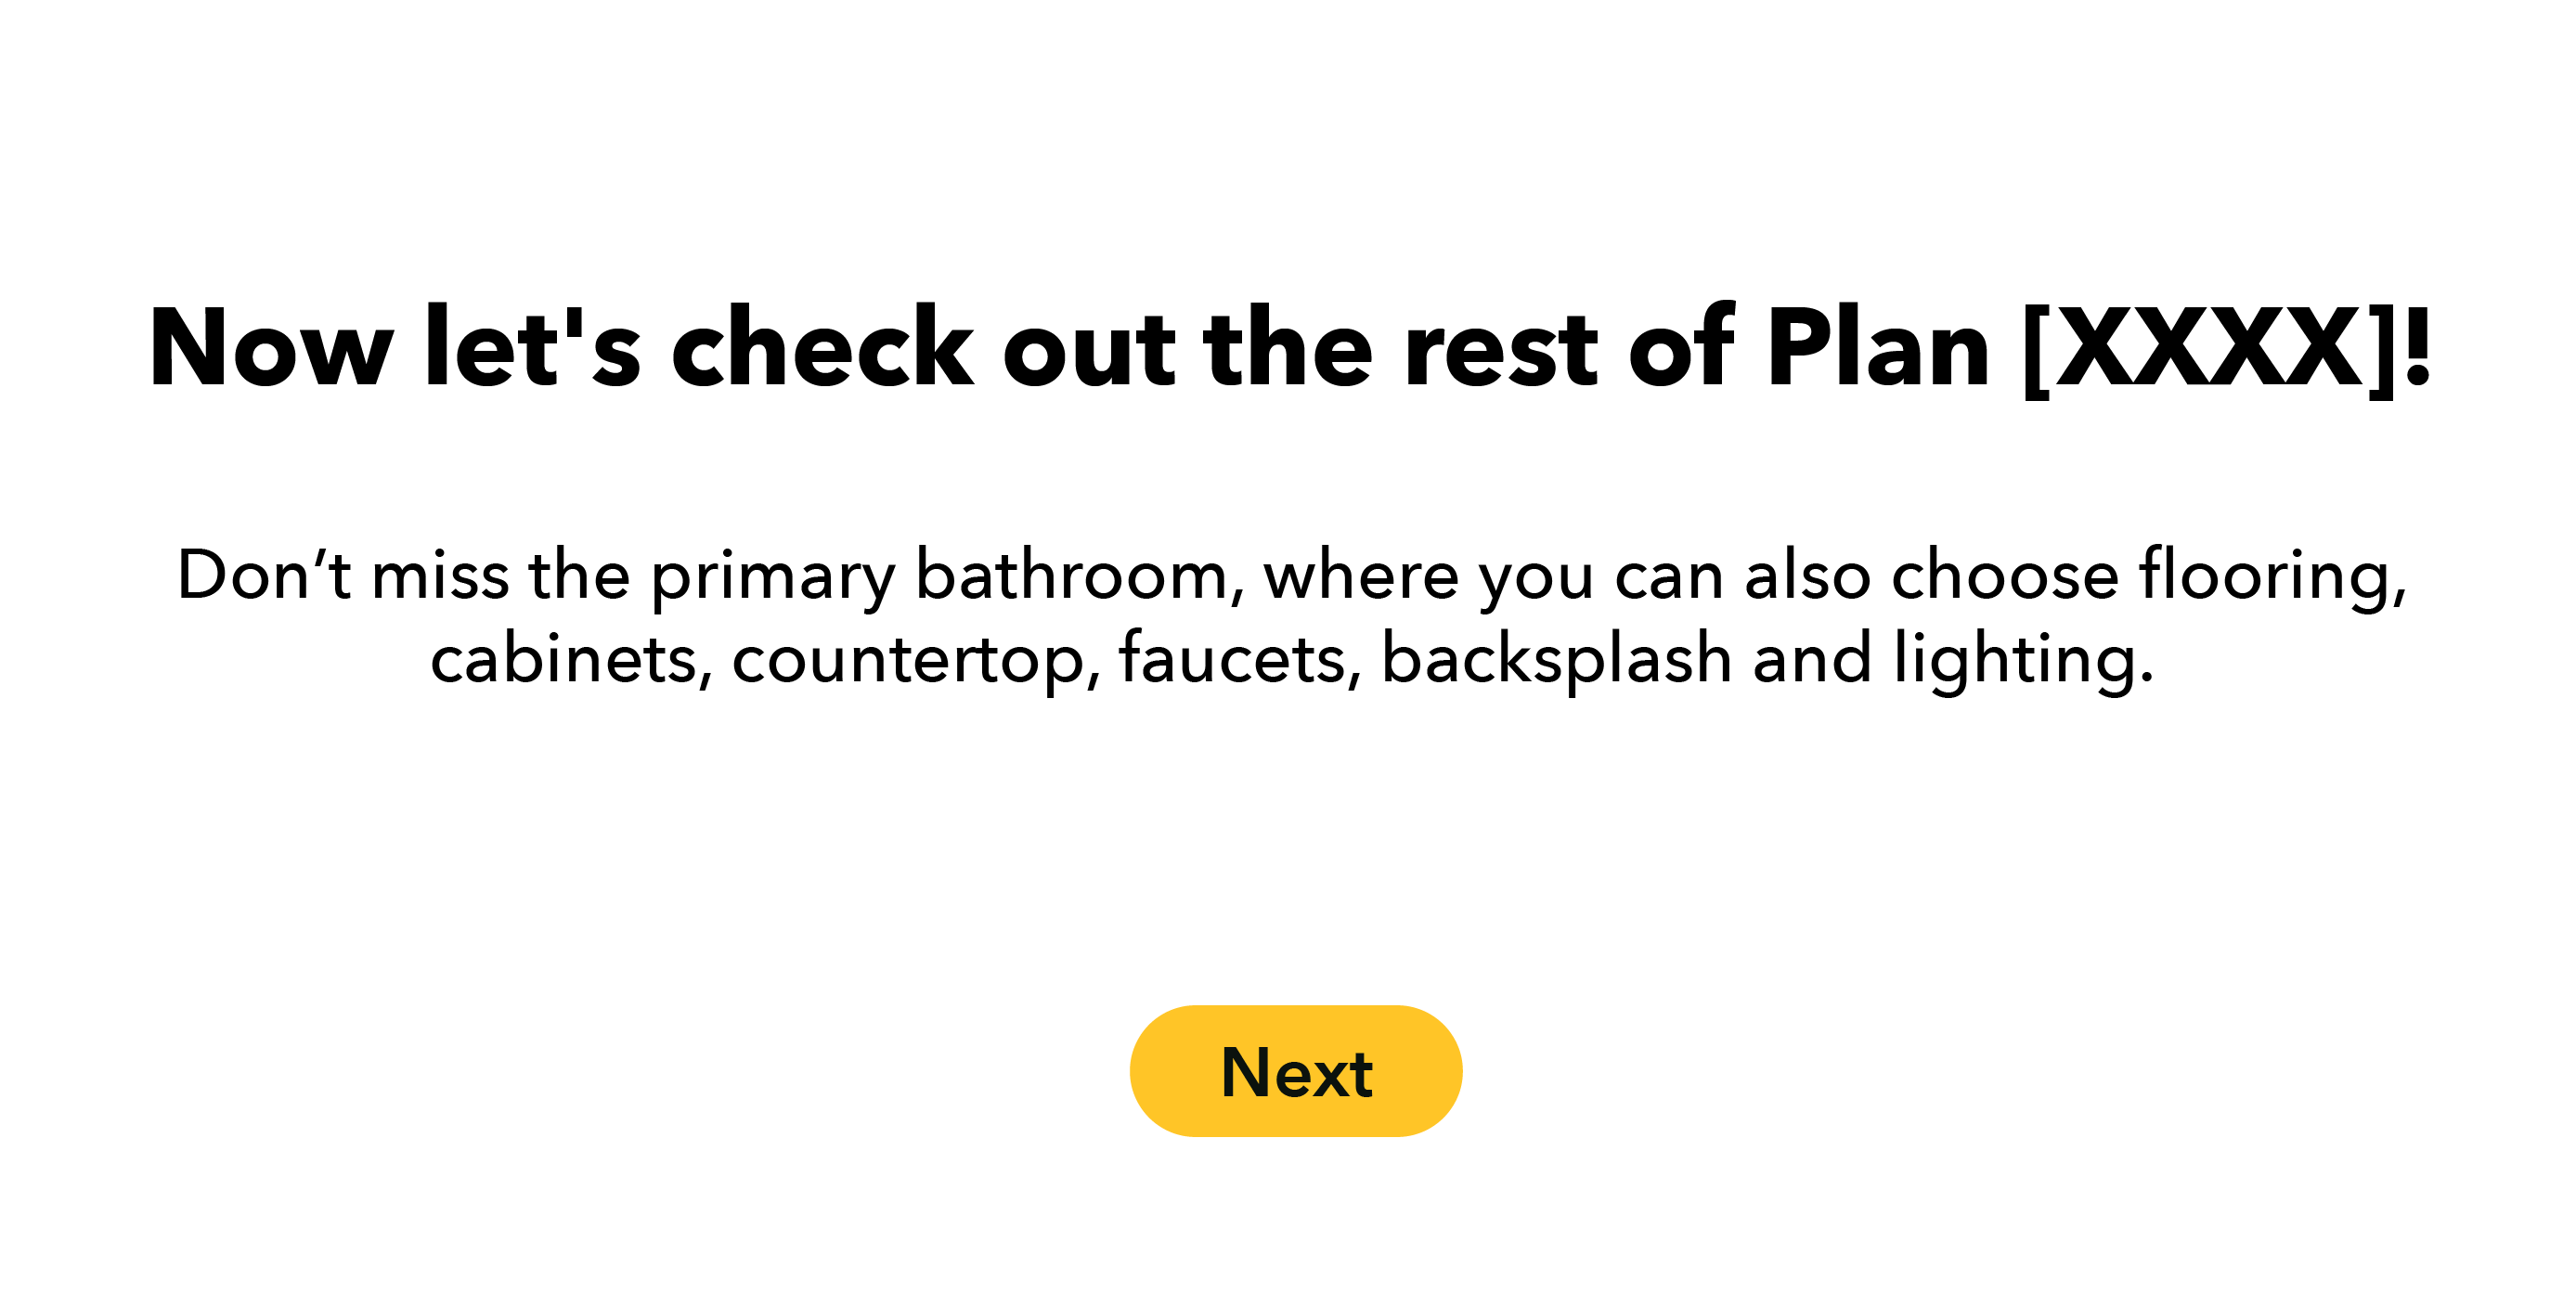 Now let's check out the rest of Plan [XXXX]!
Don’t miss the primary bathroom, where you can also choose flooring,
cabinets, countertop, faucets, backsplash and lighting.
Next